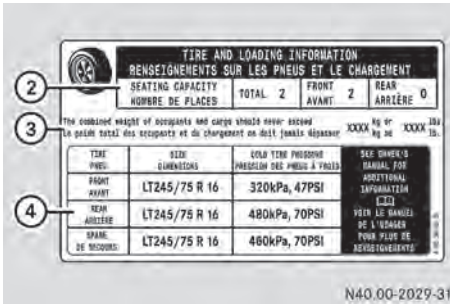 TIRE AND LOADING INFORMATION
RENSEIGNEMENTS SUR LES PNEUS ET LE CHARGEMENT
2
SEATING CAPACITY
NOMBRE DE PLACES
TOTAL 2
FRONT
AVANT
2
REAR
ARRIÈRE
0
3
The combined weight of occupants and cargo should never exceed XXXX kg or XXXX lbs
Le poids total des occupants et du chargement ne doit jamais dépasser kg ou lb.
TIRE
PNEU
SIZE
DIMENSIONS
COLD TIRE PRESSURE
PRESSION DES PNEUS À FROID
SEE OWNER'S
MANUAL FOR
ADDITIONAL
INFORMATION
VOIR LE MANUEL
DE L'USAGER
POUR PLUS DE
RENSEIGNEMENTS
FRONT
AVANT
LT245/75 R 16
320kPa, 47PSI
4
REAR
ARRIÈRE
LT245/75 R 16
480kPa, 70PSI
SPARE
DE SECOURS
LT245/75 R 16
460kPa, 70PSI
N40.00-2029-31